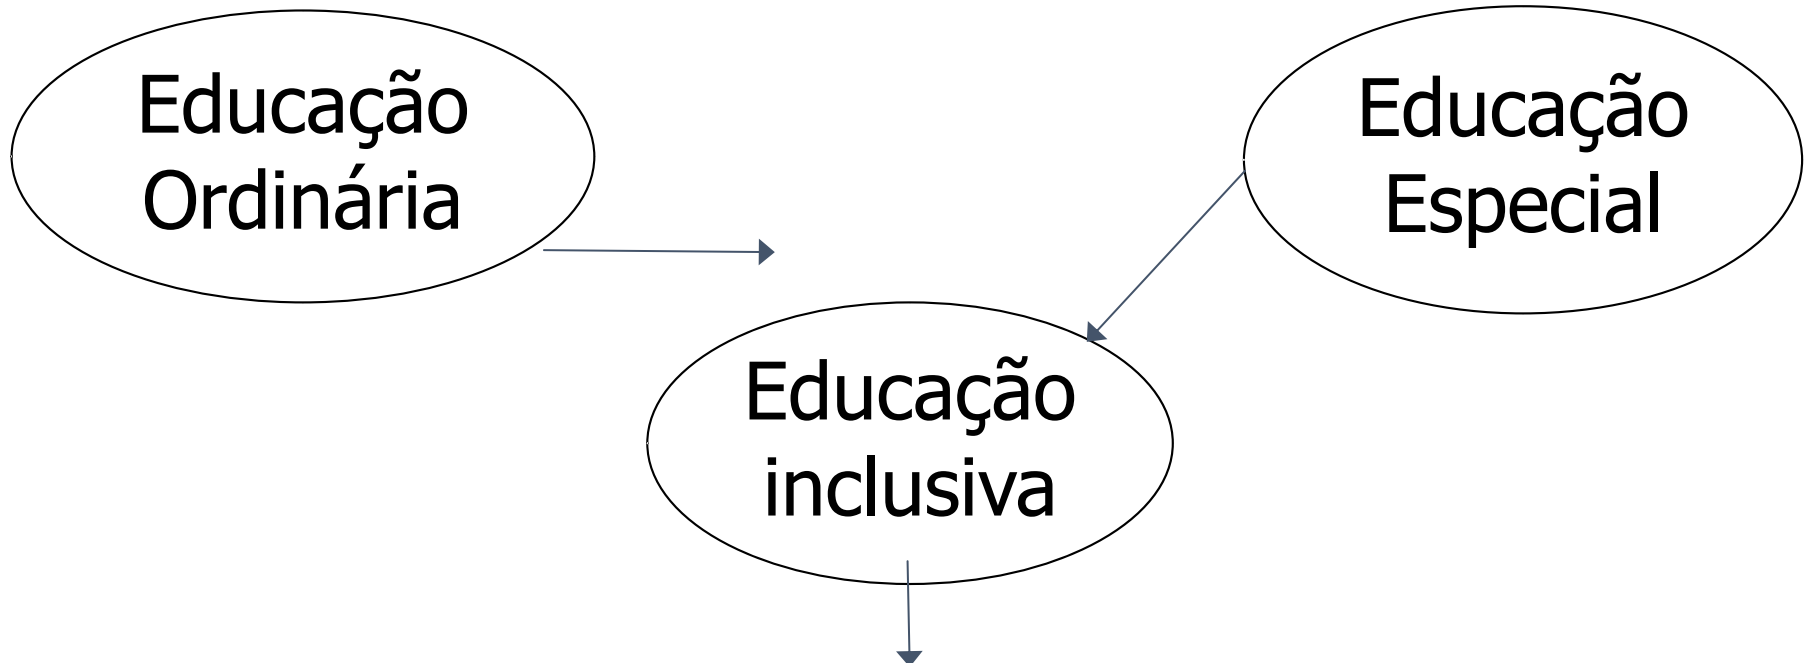 Educação
Ordinária
Educação
Especial
Educação
inclusiva